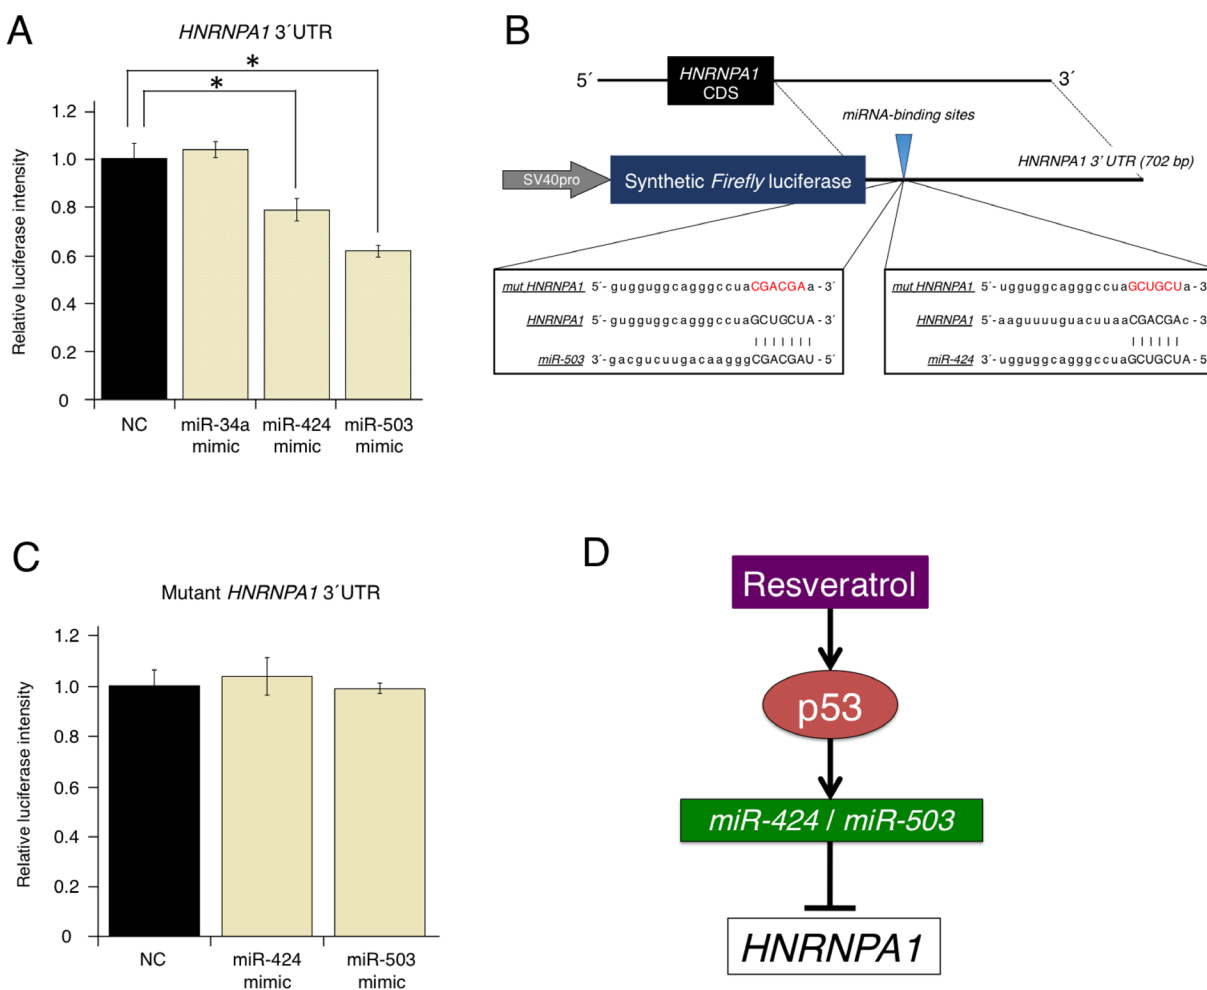 A
HNRNPA1 3´UTR
*
*
1.2
1.0
0.8
0.6
0.4
0.2
0
Relative luciferase intensity
NC
miR-34a mimic
miR-424 mimic
miR-503 mimic
B
5´
HNRNPA1
CDS
3´
miRNA-binding sites
HNRNPA1 3' UTR (702 bp)
SV40pro
Synthetic Firefly luciferase
mut HNRNPA1 5´- gugguggcagggccuaCGACGAa - 3´
HNRNPA1 5´- gugguggcagggccuaGCUGCUA - 3´
miR-503 3´- gacgucuugacaagggCGACGAU - 5´
mut HNRNPA1 5´- ugguggcagggccuaGCUGCUa - 3
HNRNPA1 5´- aaguuuuguacuuaaCGACGAc - 3
miR-424 3´- ugguggcagggccuaGCUGCUA - 5
C
Mutant HNRNPA1 3´UTR
1.2
1.0
0.8
0.6
0.4
0.2
0
Relative luciferase intensity
NC
miR-424 mimic
miR-503 mimic
D
Resveratrol
p53
miR-424 / miR-503
HNRNPA1